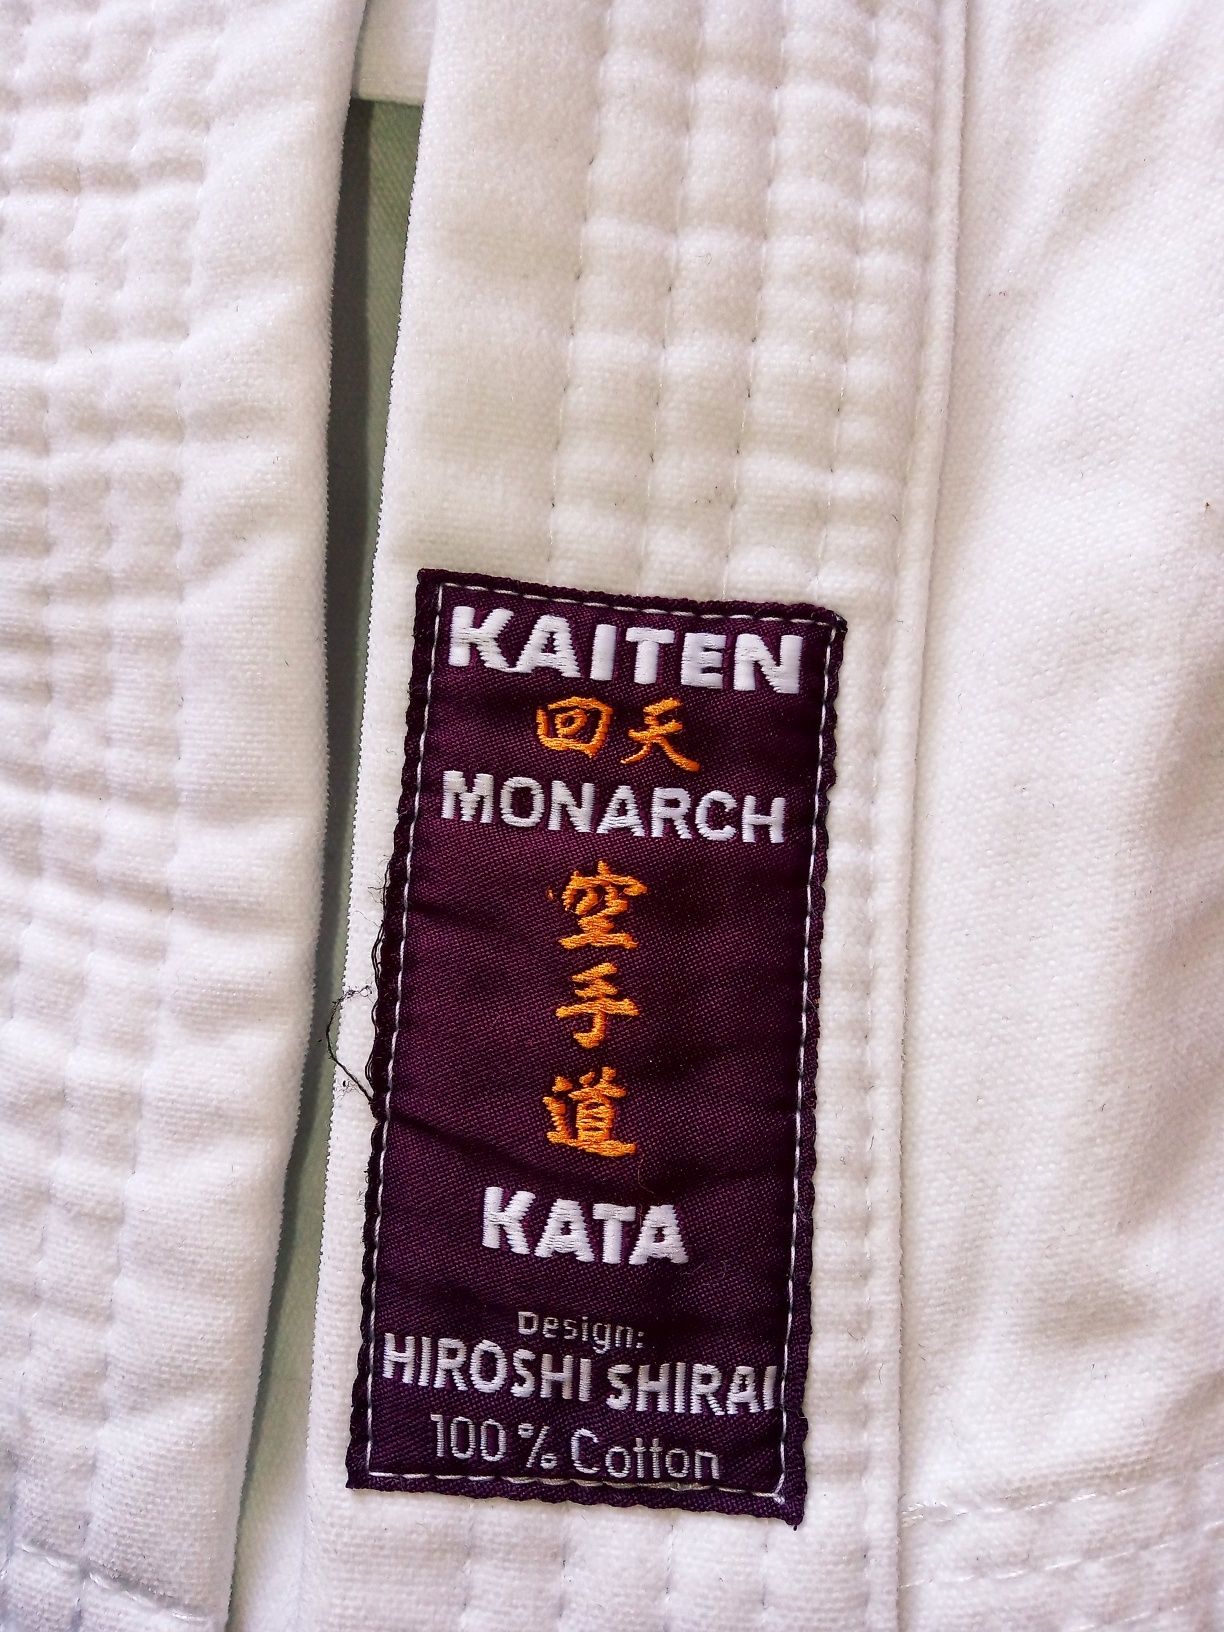 KAITEN
回天
MONARCH
空
手
道
KATA
Design:
HIROSHI SHIRAI
100 % Cotton